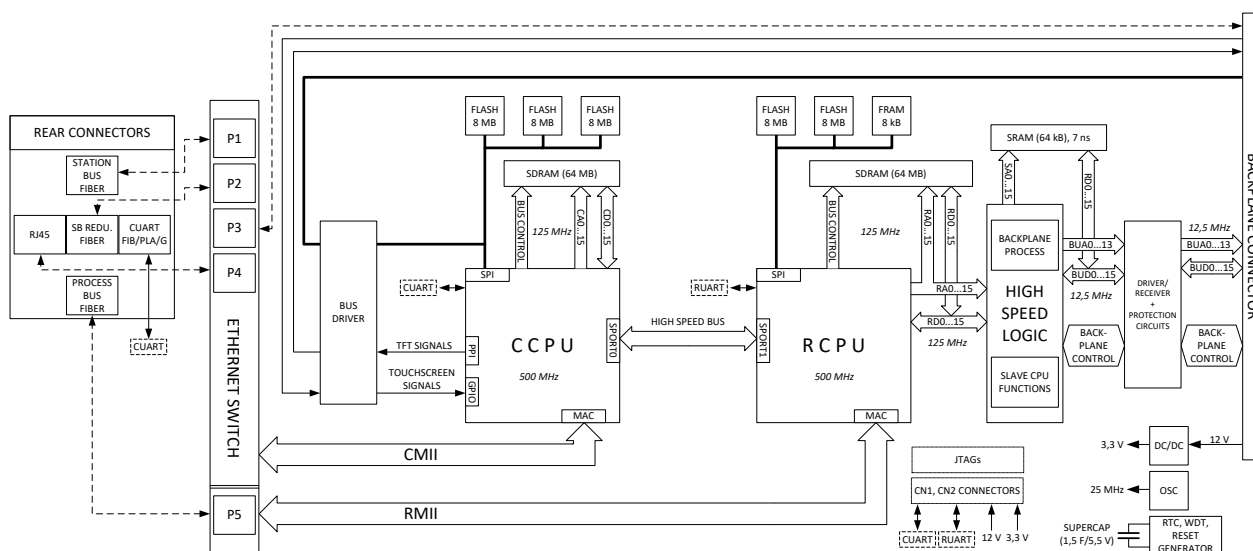 REAR CONNECTORS
STATION
BUS
FIBER
RJ45
SB REDU.
FIBER
CUART
FIB/PLA/G
PROCESS
BUS
FIBER
CUART
P1
P2
P3
P4
ETHERNET SWITCH
P5
BUS
DRIVER
FLASH
8 MB
FLASH
8 MB
FLASH
8 MB
SDRAM (64 MB)
BUS CONTROL
125 MHz
CA0...15
CD0...15
CUART
SPI
TFT SIGNALS
PPI
TOUCHSCREEN
SIGNALS
GPIO
CCPU
500 MHz
SPORT0
MAC
CMII
RMII
HIGH SPEED BUS
FLASH
8 MB
FLASH
8 MB
FRAM
8 kB
SDRAM (64 MB)
BUS CONTROL
125 MHz
RA0...15
RD0...15
RUART
SPI
SPORT1
RCPU
500 MHz
MAC
RA0...15
RD0...15
125 MHz
SRAM (64 kB), 7 ns
SA0...15
RD0...15
BACKPLANE
PROCESS
HIGH
SPEED
LOGIC
SLAVE CPU
FUNCTIONS
BUA0...13
BUD0...15
12,5 MHz
BACK-
PLANE
CONTROL
DRIVER/
RECEIVER
+
PROTECTION
CIRCUITS
12,5 MHz
BUA0...13
BUD0...15
BACK-
PLANE
CONTROL
BACKPLANE CONNECTOR
JTAGs
CN1, CN2 CONNECTORS
CUART
RUART
12 V
3,3 V
3,3 V
DC/DC
12 V
25 MHz
OSC
SUPERCAP
(1,5 F/5,5 V)
RTC, WDT,
RESET
GENERATOR